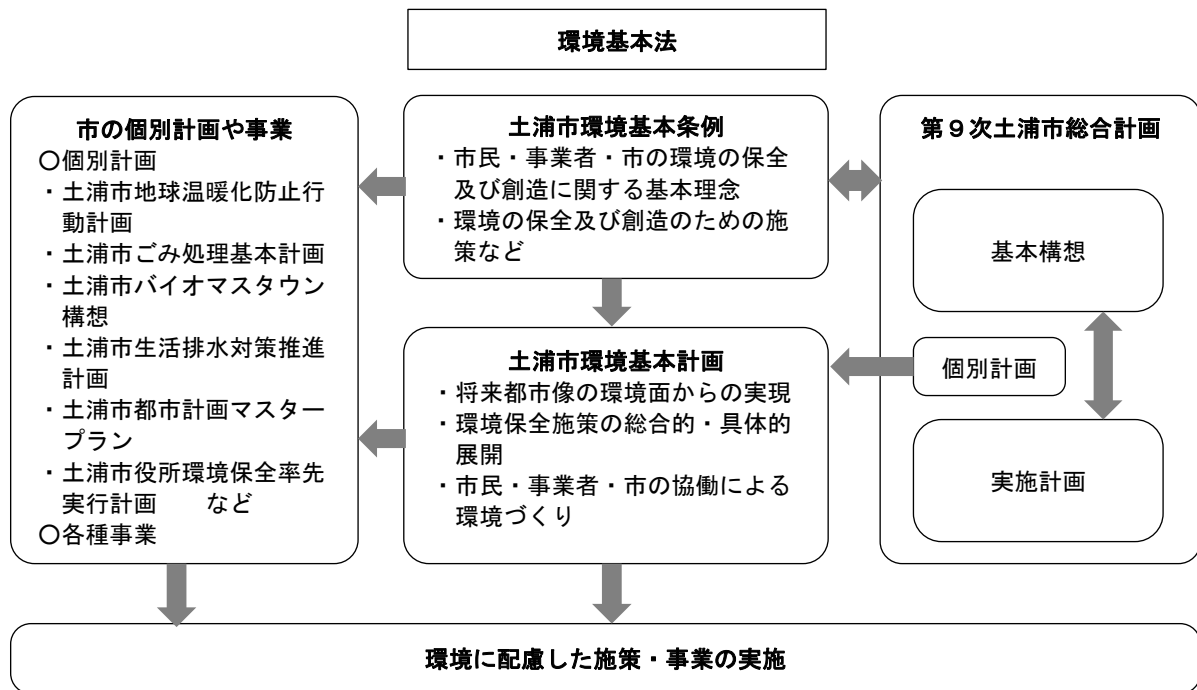 環境基本法
市の個別計画や事業
〇個別計画
・土浦市地球温暖化防止行
動計画
・土浦市ごみ処理基本計画
・土浦市バイオマスタウン
構想
・土浦市生活排水対策推進
計画
・土浦市都市計画マスター
プラン
・土浦市役所環境保全率先
実行計画　　など
〇各種事業
土浦市環境基本条例
・市民・事業者・市の環境の保全
及び創造に関する基本理念
・環境の保全及び創造のための施
策など
土浦市環境基本計画
・将来都市像の環境面からの実現
・環境保全施策の総合的・具体的
展開
・市民・事業者・市の協働による
環境づくり
第９次土浦市総合計画
基本構想
個別計画
実施計画
環境に配慮した施策・事業の実施